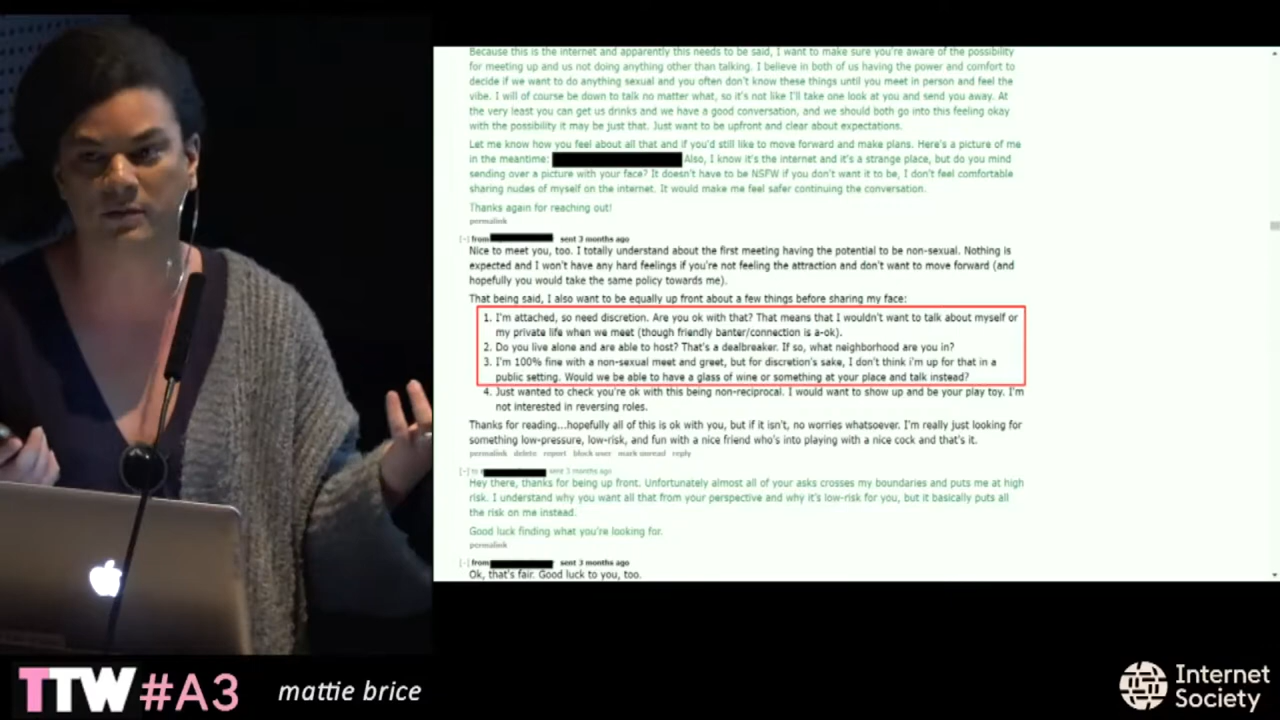 Because this is the internet and apparently this needs to be said, I want to make sure you're aware of the possibility
for meeting up and us not doing anything other than talking. I believe in both of us having the power and comfort to
decide if we want to do anything sexual and you often don't know these things until you meet in person and feel the
vibe. I will of course be down to talk no matter what, so it's not like I'll take one look at you and send you away. At
the very least you can get us drinks and we have a good conversation, and we should both go into this feeling okay
with the possibility it may be just that. Just want to be upfront and clear about expectations.
Let me know how you feel about all that and if you'd still like to move forward and make plans. Here's a picture of me
in the meantime: Also, I know it's the internet and it's a strange place, but do you mind
sending over a picture with your face? It doesn't have to be NSFW if you don't want it to be, I don't feel comfortable
sharing nudes of myself on the internet. It would make me feel safer continuing the conversation.
Thanks again for reaching out!
permalink
[-] from sent 3 months ago
Nice to meet you, too. I totally understand about the first meeting having the potential to be non-sexual. Nothing is
expected and I won't have any hard feelings if you're not feeling the attraction and don't want to move forward (and
hopefully you would take the same policy towards me).
That being said, I also want to be equally up front about a few things before sharing my face:
1. I'm attached, so need discretion. Are you ok with that? That means that I wouldn't want to talk about myself or
my private life when we meet (though friendly banter/connection is a-ok).
2. Do you live alone and are able to host? That's a dealbreaker. If so, what neighborhood are you in?
3. I'm 100% fine with a non-sexual meet and greet, but for discretion's sake, I don't think i'm up for that in a
public setting. Would we be able to have a glass of wine or something at your place and talk instead?
4. Just wanted to check you're ok with this being non-reciprocal. I would want to show up and be your play toy. I'm
not interested in reversing roles.
Thanks for reading...hopefully all of this is ok with you, but if it isn't, no worries whatsoever. I'm really just looking for
something low-pressure, low-risk, and fun with a nice friend who's into playing with a nice cock and that's it.
permalink delete report block user mark unread reply
[-] to sent 3 months ago
Hey there, thanks for being up front. Unfortunately almost all of your asks crosses my boundaries and puts me at high
risk. I understand why you want all that from your perspective and why it's low-risk for you, but it basically puts all
the risk on me instead.
Good luck finding what you're looking for.
permalink
[-] from sent 3 months ago
Ok, that's fair. Good luck to you, too.
TTW#A3 mattie brice
Internet
Society